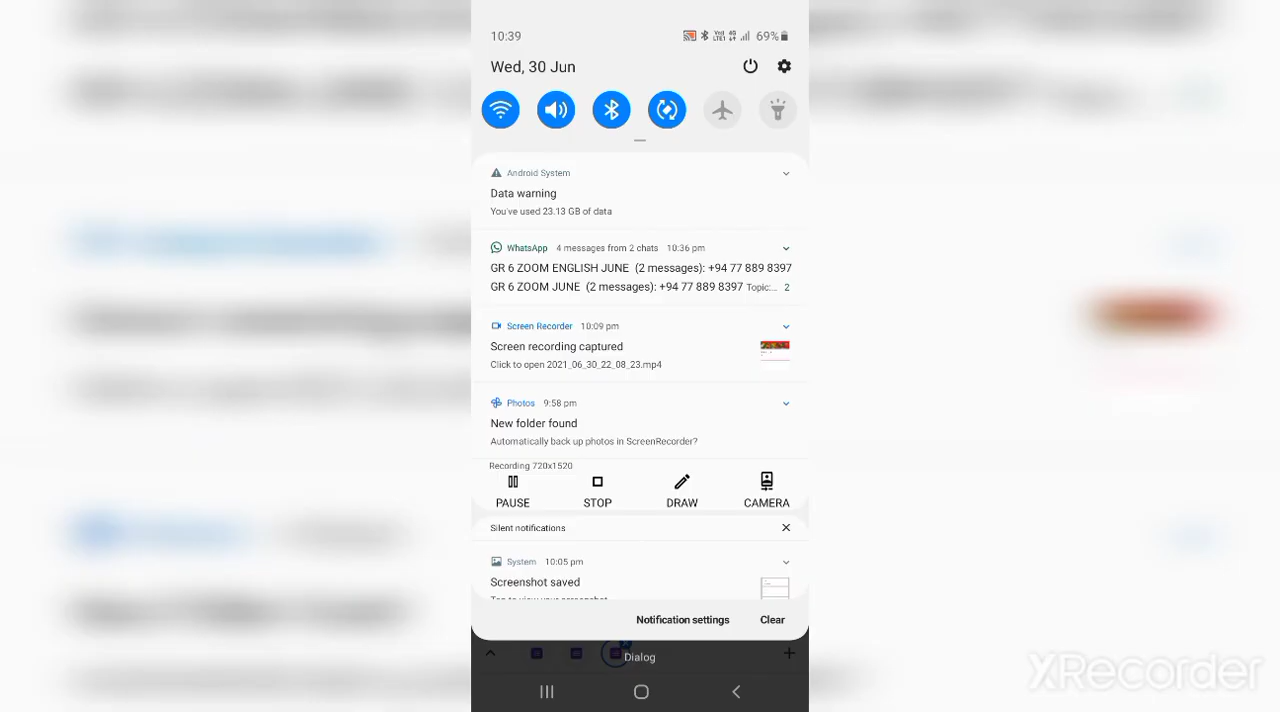 10:39
69%
Wed, 30 Jun
Android System
Data warning
You've used 23.13 GB of data
WhatsApp 4 messages from 2 chats 10:36 pm
GR 6 ZOOM ENGLISH JUNE (2 messages): +94 77 889 8397
GR 6 ZOOM JUNE (2 messages): +94 77 889 8397 Topic:... 2
Screen Recorder 10:09 pm
Screen recording captured
Click to open 2021_06_30_22_08_23.mp4
Photos 9:58 pm
New folder found
Automatically back up photos in ScreenRecorder?
Recording 720x1520
PAUSE STOP DRAW CAMERA
Silent notifications
System 10:05 pm
Screenshot saved
Notification settings Clear
Dialog
XRecorder